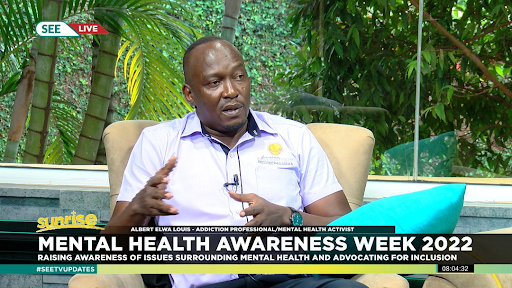 SEE LIVE
ALBERT ELWA LOUIS - ADDICTION PROFESSIONAL/MENTAL HEALTH ACTIVIST
sunrise
MENTAL HEALTH AWARENESS WEEK 2022
RAISING AWARENESS OF ISSUES SURROUNDING MENTAL HEALTH AND ADVOCATING FOR INCLUSION
#SEETVUPDATES 08:04:32